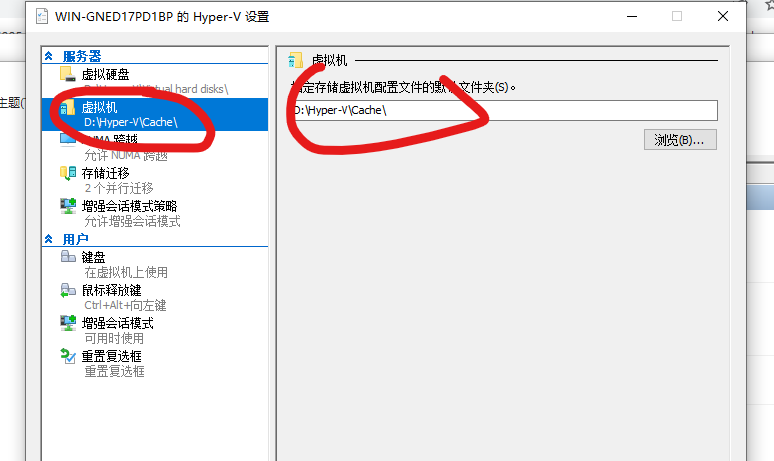 WIN-GNED17PD1BP 的 Hyper-V 设置
服务器
虚拟硬盘
tual hard disks\
虚拟机
D:\Hyper-V\Cache\
NUMA 跨越
允许 NUMA 跨越
存储迁移
2 个并行迁移
增强会话模式策略
允许增强会话模式
用户
键盘
在虚拟机上使用
鼠标释放键
Ctrl+Alt+向左键
增强会话模式
可用时使用
重置复选框
重置复选框
虚拟机
指定存储虚拟机配置文件的默认文件夹(S)。
D:\Hyper-V\Cache\
浏览(B)...
主题(